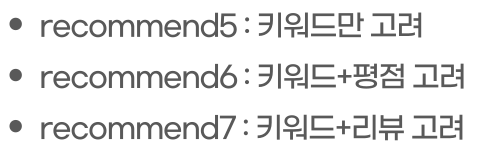 • recommend5 : 키워드만 고려
• recommend6 : 키워드+평점 고려
• recommend7 : 키워드+리뷰 고려